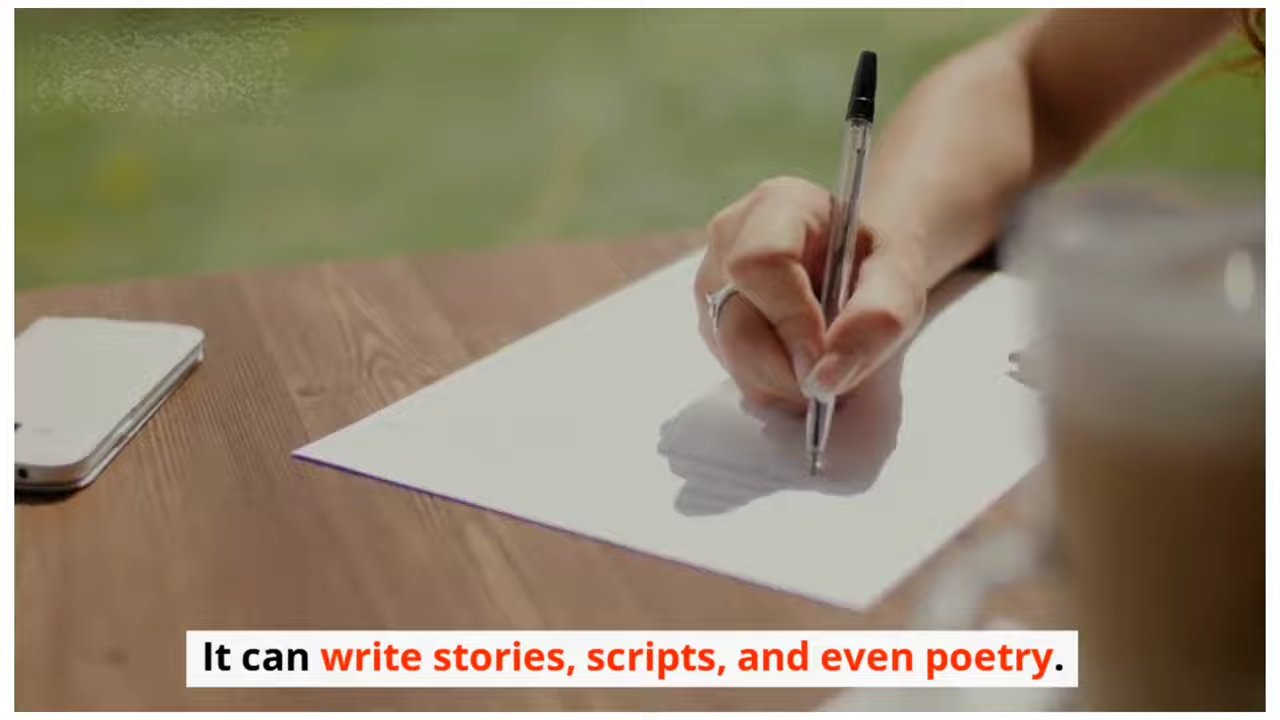 It can write stories, scripts, and even poetry.